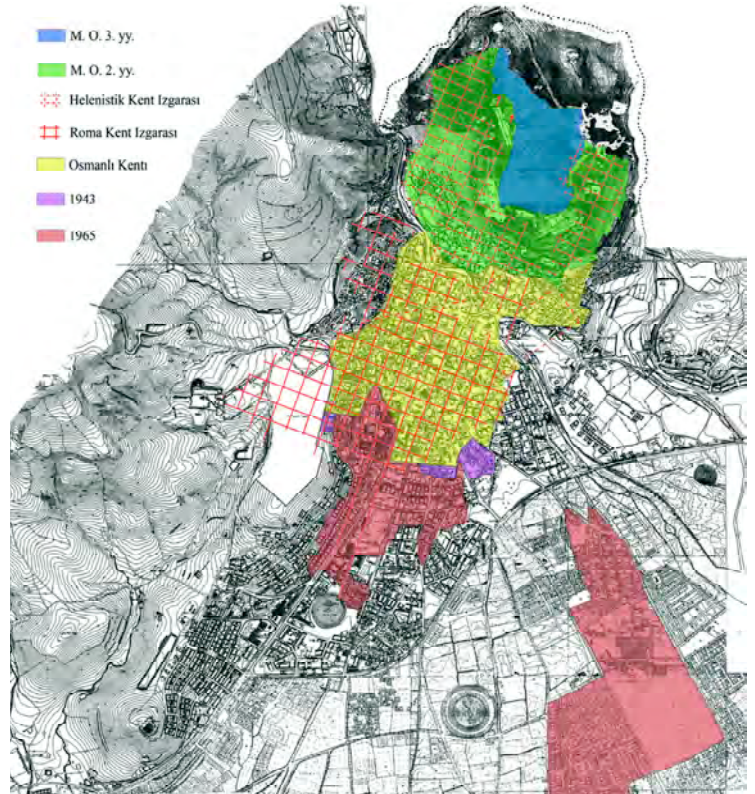 M. O. 3. yy.
M. O. 2. yy.
Helenistik Kent Izgarası
Roma Kent Izgarası
Osmanlı Kenti
1943
1965